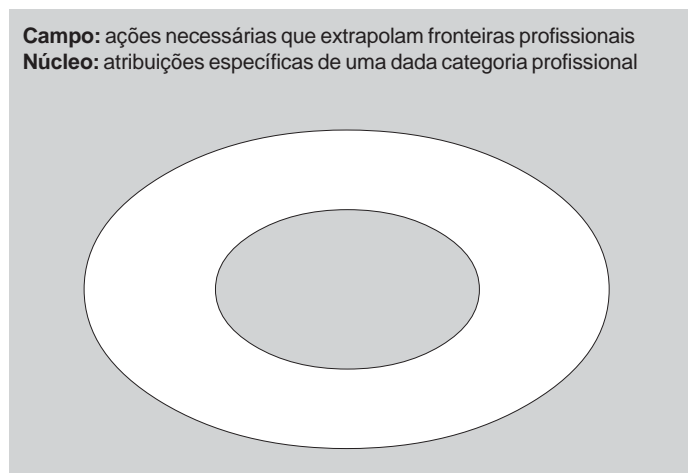 Campo: ações necessárias que extrapolam fronteiras profissionais
Núcleo: atribuições específicas de uma dada categoria profissional